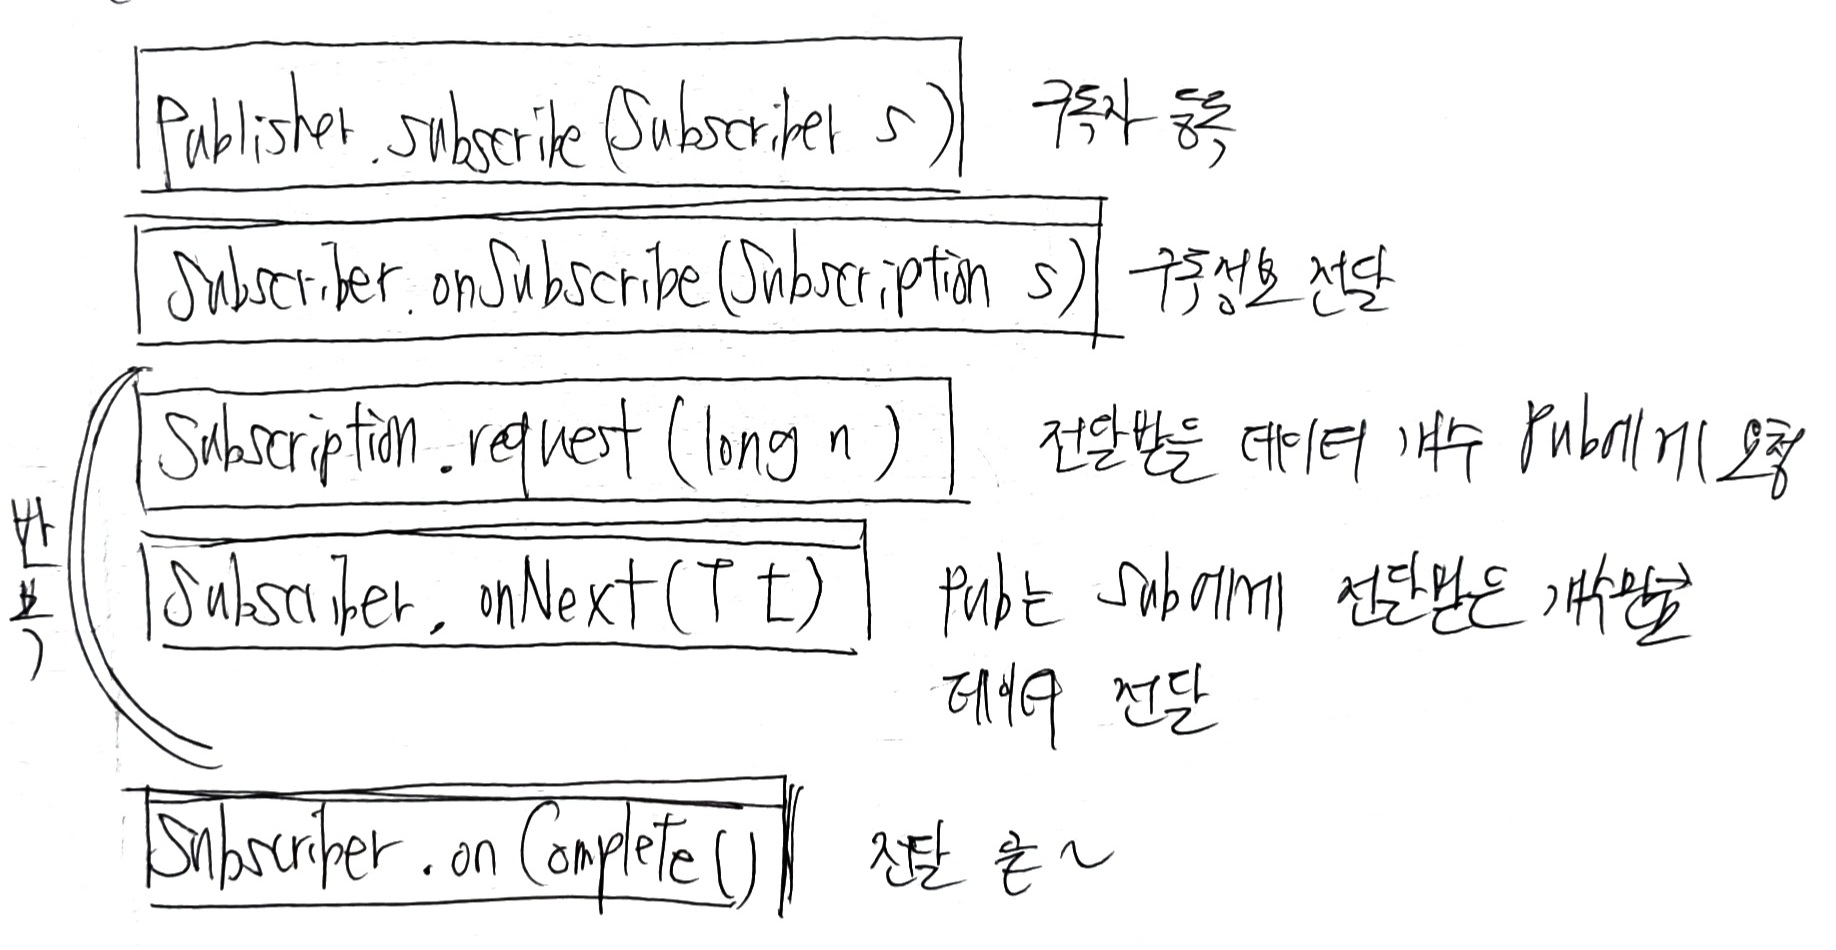 Publisher.subscribe(Subscriber s) 구독자 등록
Subscriber.onSubscribe(Subscription s) 구독정보 전달
Subscription.request(long n) 전달받을 데이터 개수 Pub에게 요청
반복
Subscriber.onNext(T t) Pub는 Sub에게 전달받은 개수만큼
데이터 전달
Subscriber.onComplete() 전달 끝~